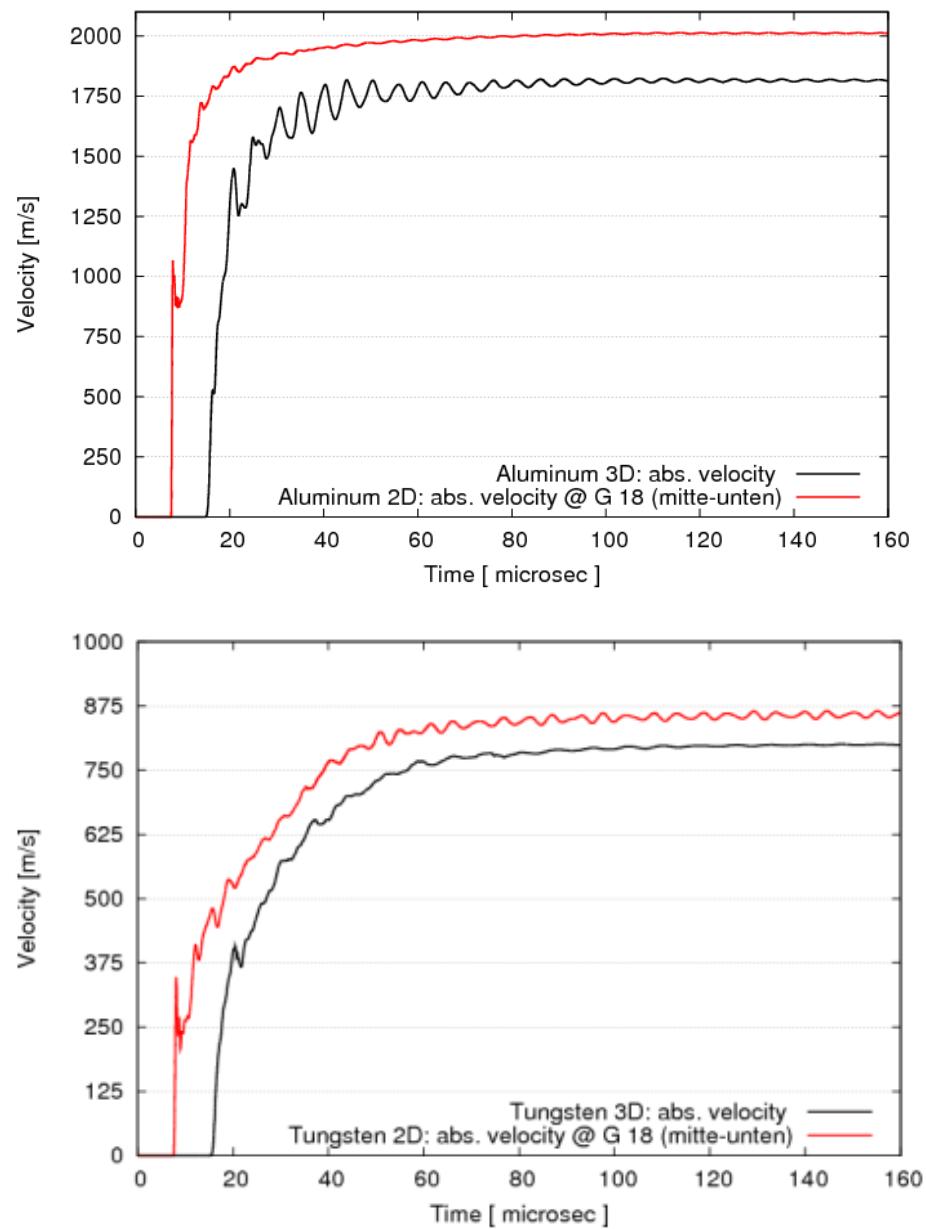 2000
1750
1500
1250
1000
750
500
250
0
Velocity [m/s]
Aluminum 3D: abs. velocity
Aluminum 2D: abs. velocity @ G 18 (mitte-unten)
0 20 40 60 80 100 120 140 160
Time [ microsec ]
1000
875
750
625
500
375
250
125
0
Velocity [m/s]
Tungsten 3D: abs. velocity
Tungsten 2D: abs. velocity @ G 18 (mitte-unten)
0 20 40 60 80 100 120 140 160
Time [ microsec ]